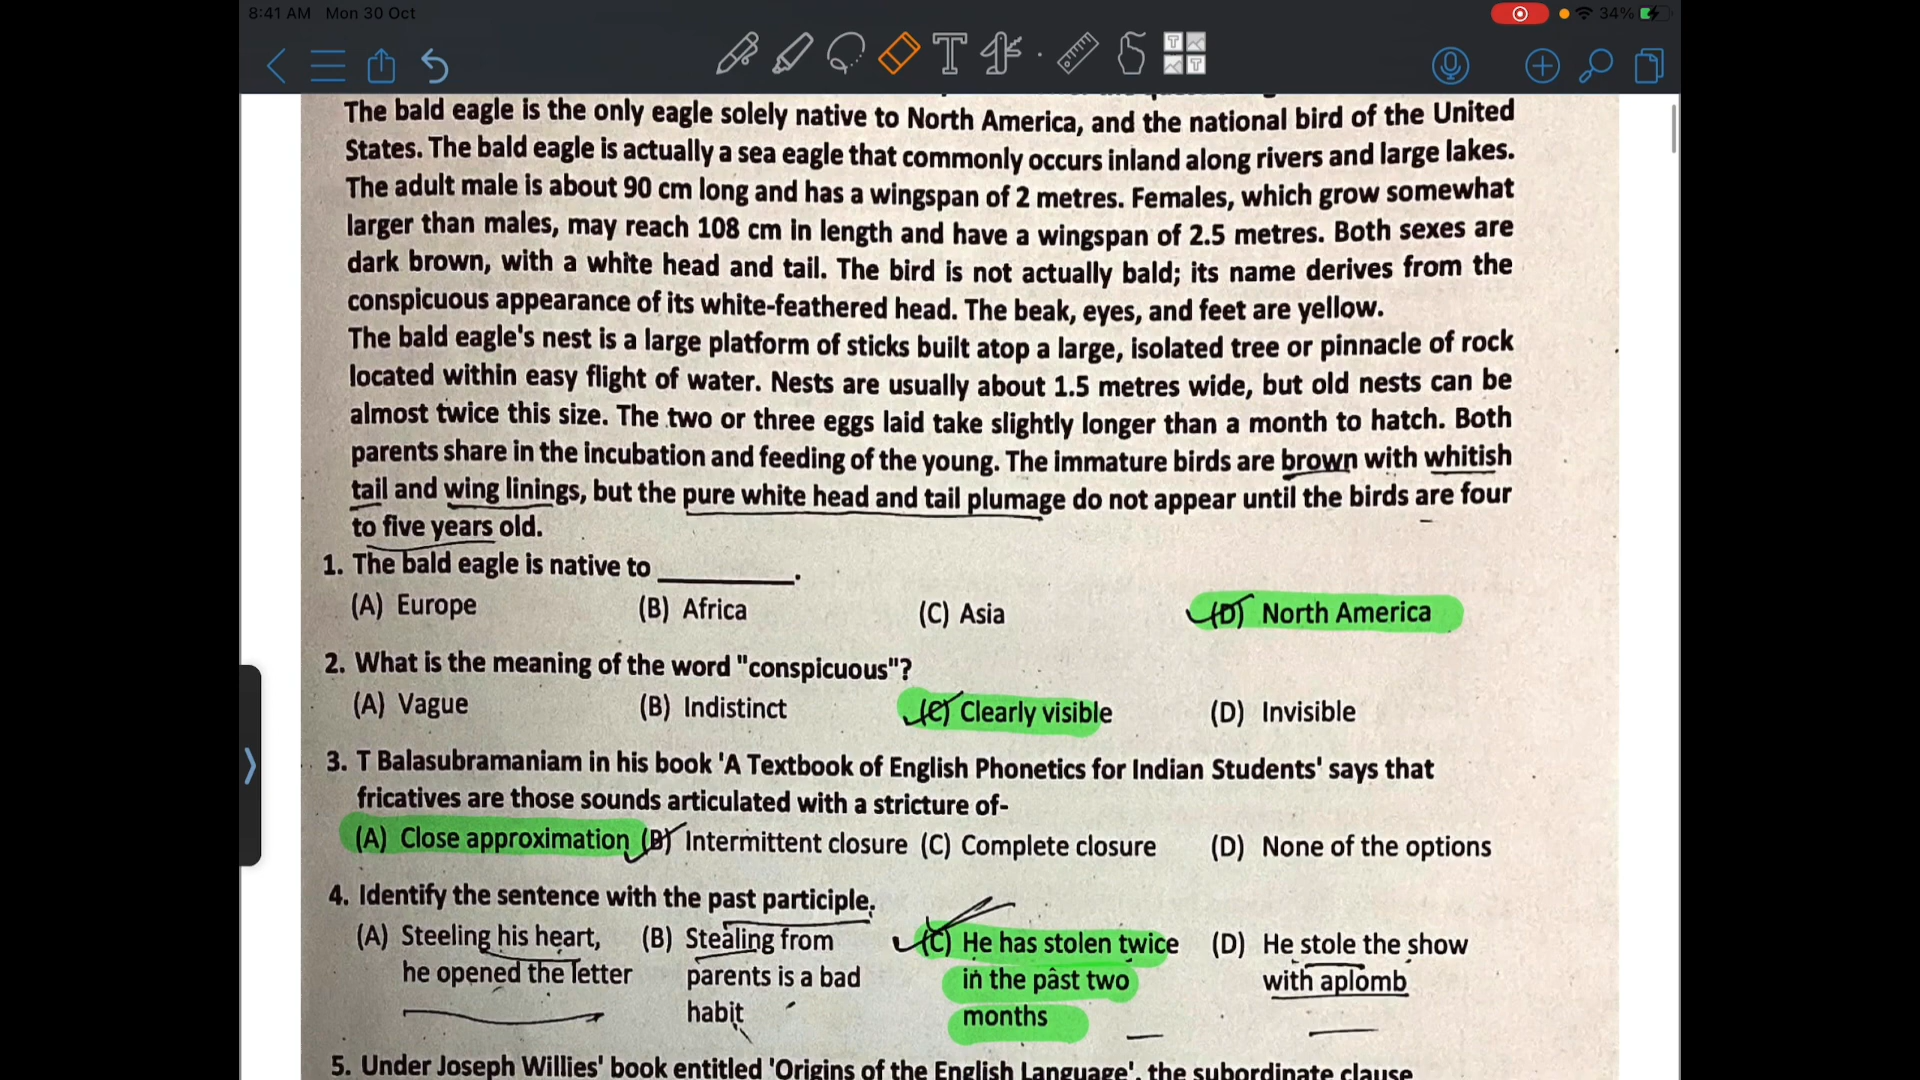 8:41 AM Mon 30 Oct
34%
The bald eagle is the only eagle solely native to North America, and the national bird of the United
States. The bald eagle is actually a sea eagle that commonly occurs inland along rivers and large lakes.
The adult male is about 90 cm long and has a wingspan of 2 metres. Females, which grow somewhat
larger than males, may reach 108 cm in length and have a wingspan of 2.5 metres. Both sexes are
dark brown, with a white head and tail. The bird is not actually bald; its name derives from the
conspicuous appearance of its white-feathered head. The beak, eyes, and feet are yellow.
The bald eagle's nest is a large platform of sticks built atop a large, isolated tree or pinnacle of rock
located within easy flight of water. Nests are usually about 1.5 metres wide, but old nests can be
almost twice this size. The two or three eggs laid take slightly longer than a month to hatch. Both
parents share in the incubation and feeding of the young. The immature birds are brown with whitish
tail and wing linings, but the pure white head and tail plumage do not appear until the birds are four
to five years old.
1. The bald eagle is native to __________.
(A) Europe (B) Africa (C) Asia (D) North America
2. What is the meaning of the word "conspicuous"?
(A) Vague (B) Indistinct (C) Clearly visible (D) Invisible
3. T Balasubramaniam in his book 'A Textbook of English Phonetics for Indian Students' says that
fricatives are those sounds articulated with a stricture of-
(A) Close approximation (B) Intermittent closure (C) Complete closure (D) None of the options
4. Identify the sentence with the past participle.
(A) Steeling his heart, (B) Stealing from (C) He has stolen twice (D) He stole the show
he opened the letter parents is a bad in the past two with aplomb
habit months
5. Under Joseph Willies' book entitled 'Origins of the English Language', the subordinate clause